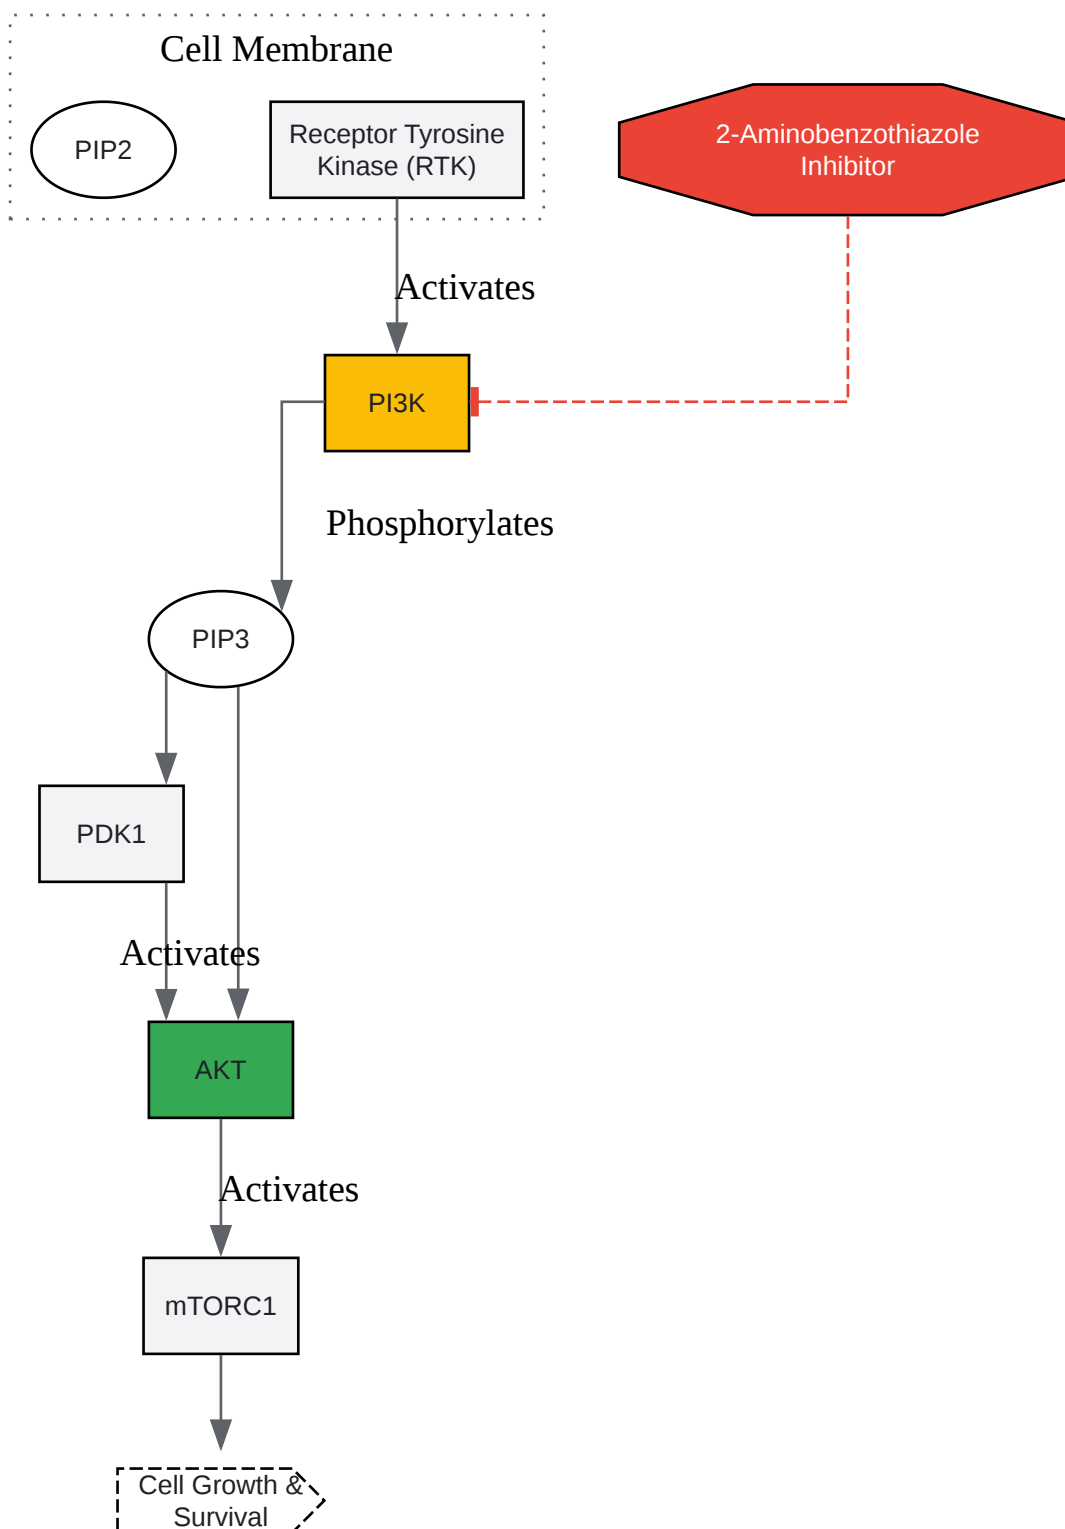 Cell Membrane
PIP2
Receptor Tyrosine
Kinase (RTK)
2-Aminobenzothiazole
Inhibitor
Activates
PI3K
Phosphorylates
PIP3
PDK1
Activates
AKT
Activates
mTORC1
Cell Growth &
Survival